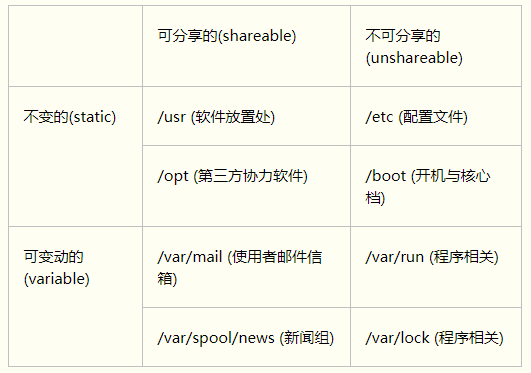 可分享的(shareable)
不可分享的
(unshareable)
不变的(static)
/usr (软件放置处)
/etc (配置文件)
/opt (第三方协力软件)
/boot (开机与核心
档)
可变动的
(variable)
/var/mail (使用者邮件信
箱)
/var/run (程序相关)
/var/spool/news (新闻组)
/var/lock (程序相关)